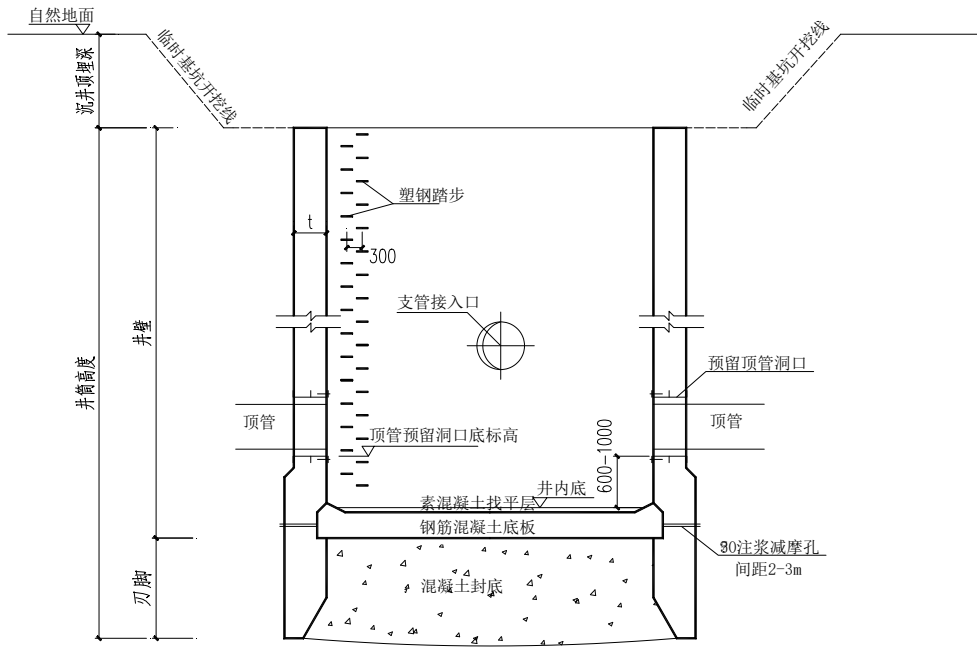 自然地面
临时基坑开挖线
临时基坑开挖线
沉井顶埋深
塑钢踏步
t
300
支管接入口
井壁
井筒高度
预留顶管洞口
顶管
顶管
顶管预留洞口底标高
600-1000
井内底
素混凝土找平层
钢筋混凝土底板
注浆减摩孔
间距2-3m
混凝土封底
刃脚